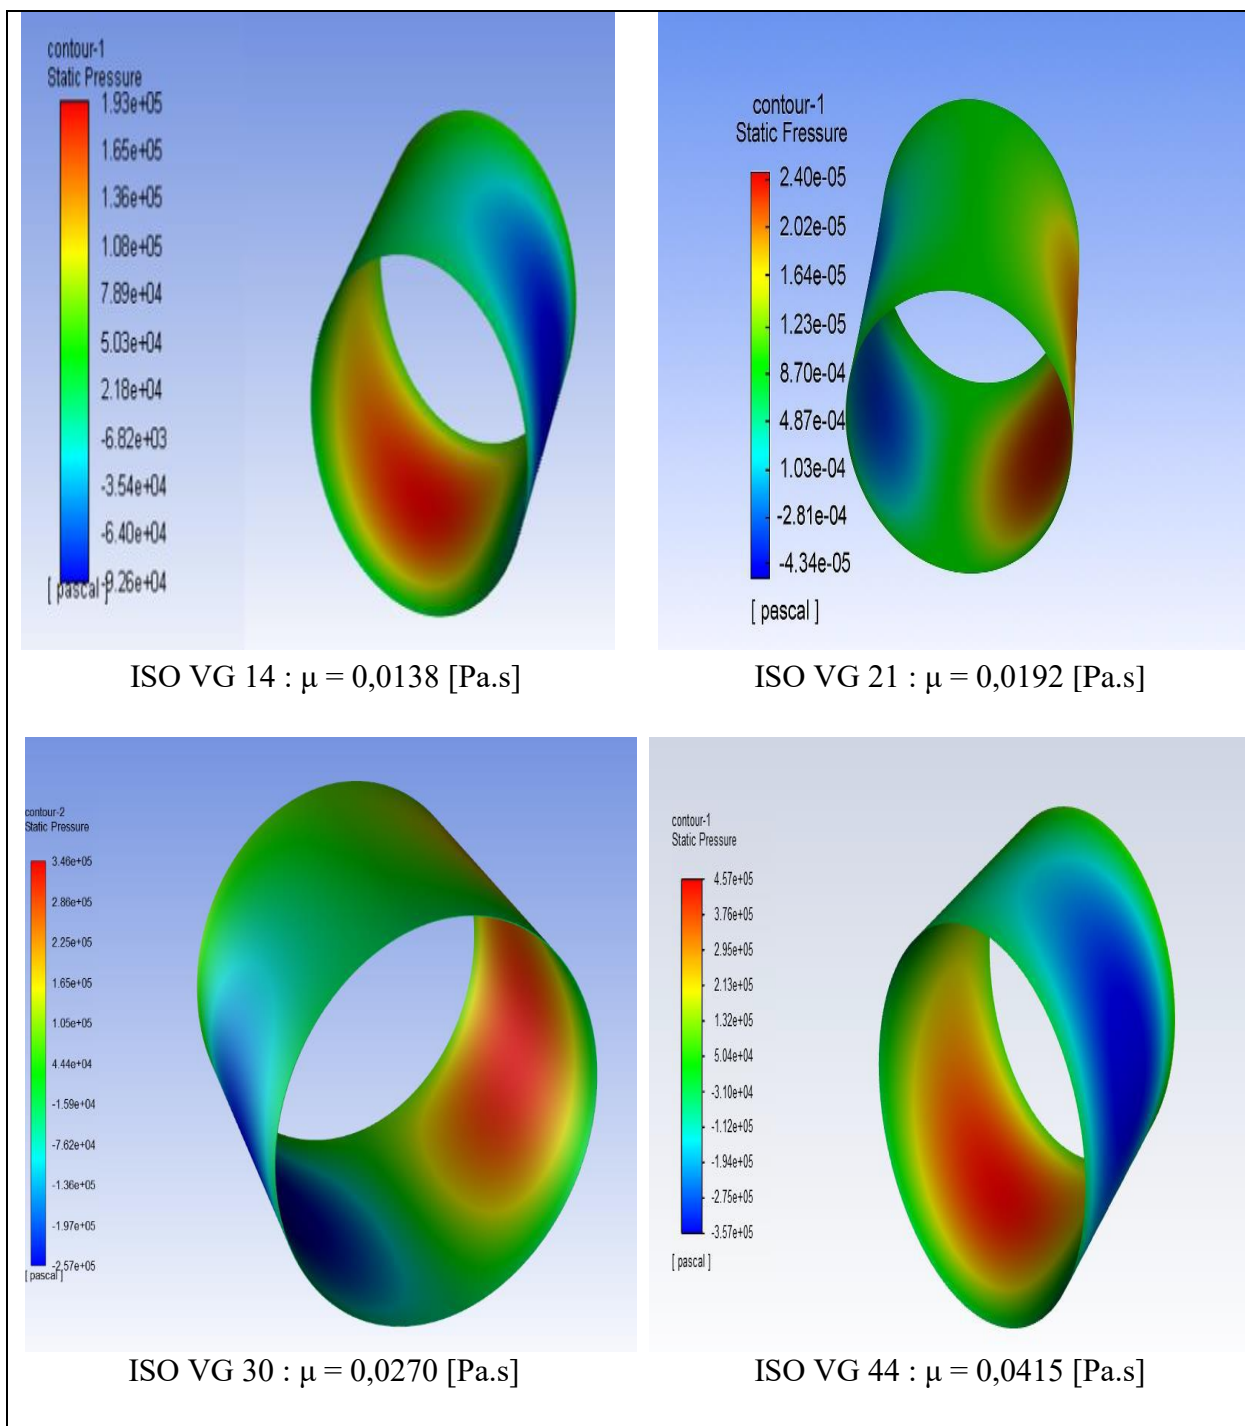 contour-1
Static Pressure
1.93e+05
1.65e+05
1.36e+05
1.08e+05
7.89e+04
5.03e+04
2.18e+04
-6.82e+03
-3.54e+04
-6.40e+04
-9.26e+04
[ pascal ]
contour-1
Static Fressure
2.40e-05
2.02e-05
1.64e-05
1.23e-05
8.70e-04
4.87e-04
1.03e-04
-2.81e-04
-4.34e-05
[ pascal ]
ISO VG 14 : μ = 0,0138 [Pa.s]
ISO VG 21 : μ = 0,0192 [Pa.s]
contour-2
Static Pressure
3.46e+05
2.86e+05
2.25e+05
1.65e+05
1.05e+05
4.44e+04
-1.59e+04
-7.62e+04
-1.36e+05
-1.97e+05
-2.57e+05
[ pascal ]
contour-1
Static Pressure
4.57e+05
3.76e+05
2.95e+05
2.13e+05
1.32e+05
5.04e+04
-3.10e+04
-1.12e+05
-1.94e+05
-2.75e+05
-3.57e+05
[ pascal ]
ISO VG 30 : μ = 0,0270 [Pa.s]
ISO VG 44 : μ = 0,0415 [Pa.s]